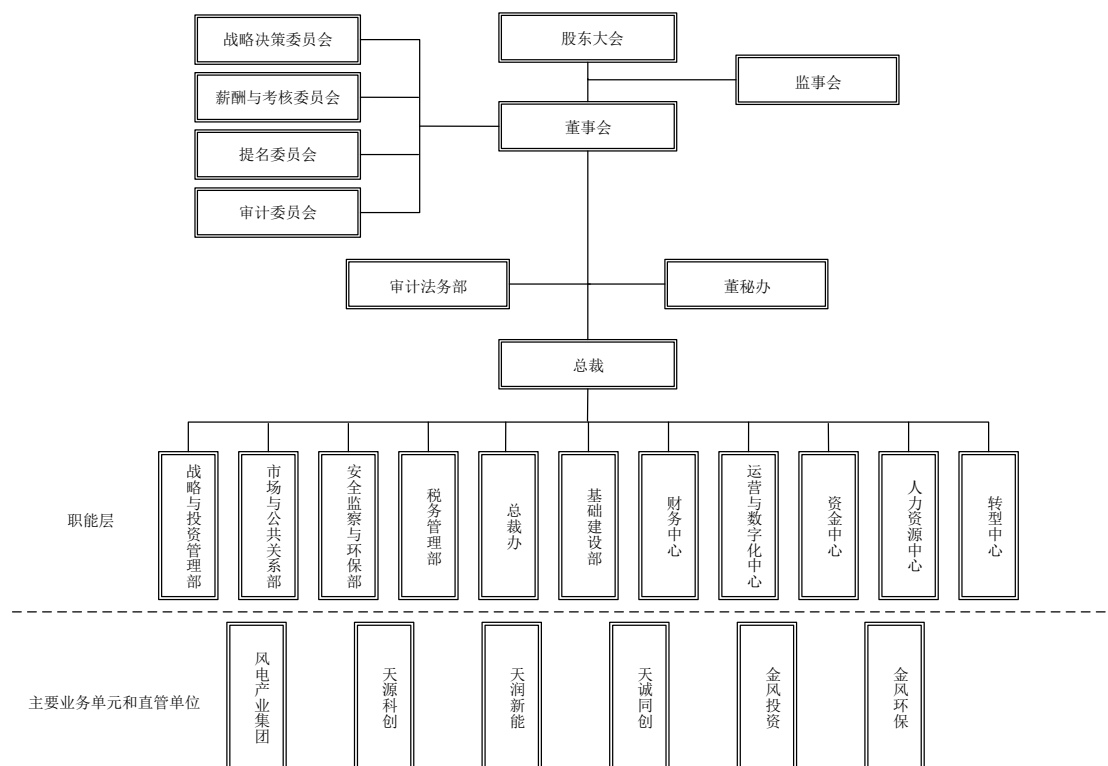 战略决策委员会
股东大会
薪酬与考核委员会
监事会
董事会
提名委员会
审计委员会
审计法务部
董秘办
总裁
职能层
战略与投资管理部
市场与公共关系部
安全监察与环保部
税务管理部
总裁办
基础建设部
财务中心
运营与数字化中心
资金中心
人力资源中心
转型中心
主要业务单元和直管单位
风电产业集团
天源科创
天润新能
天诚同创
金风投资
金风环保